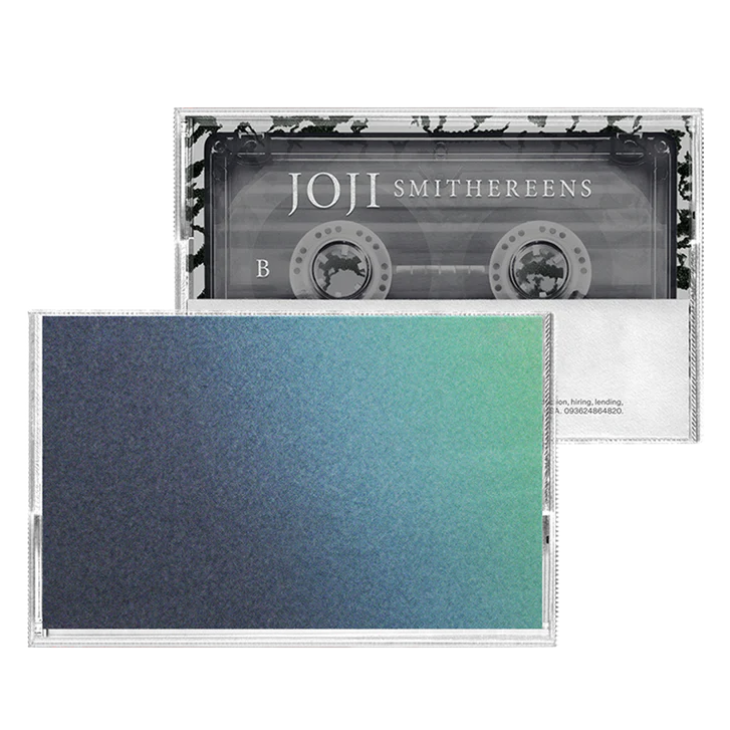 JOJI SMITHEREENS
B
ion, hiring, lending,
A. 093624864820.